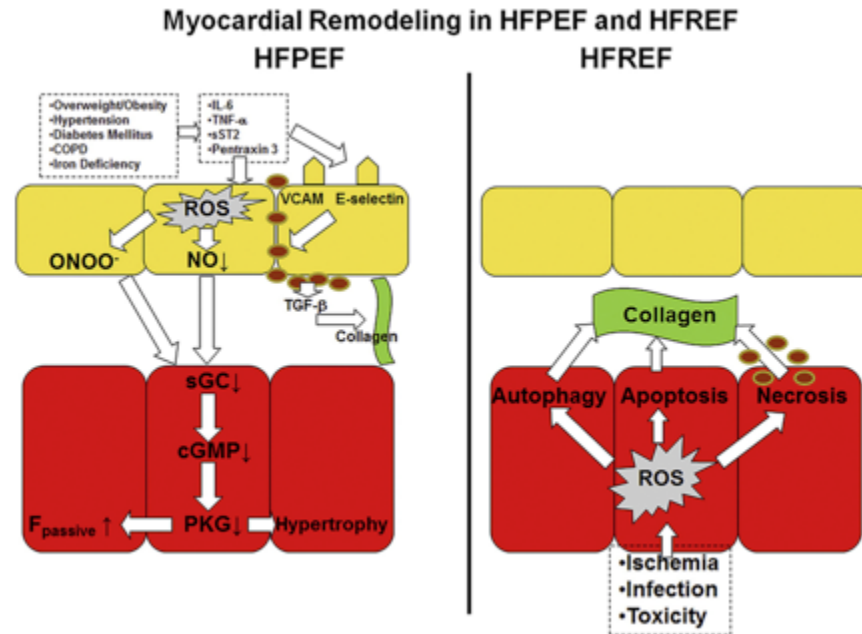 Myocardial Remodeling in HFPEF and HFREF
HFPEF
•Overweight/Obesity
•Hypertension
•Diabetes Mellitus
•COPD
•Iron Deficiency
•IL-6
•TNF-α
•sST2
•Pentraxin 3
VCAM
E-selectin
ROS
ONOO-
NO↓
TGF-β
Collagen
sGC↓
cGMP↓
Fpassive ↑
PKG↓
Hypertrophy
HFREF
Collagen
Autophagy
Apoptosis
Necrosis
ROS
•Ischemia
•Infection
•Toxicity